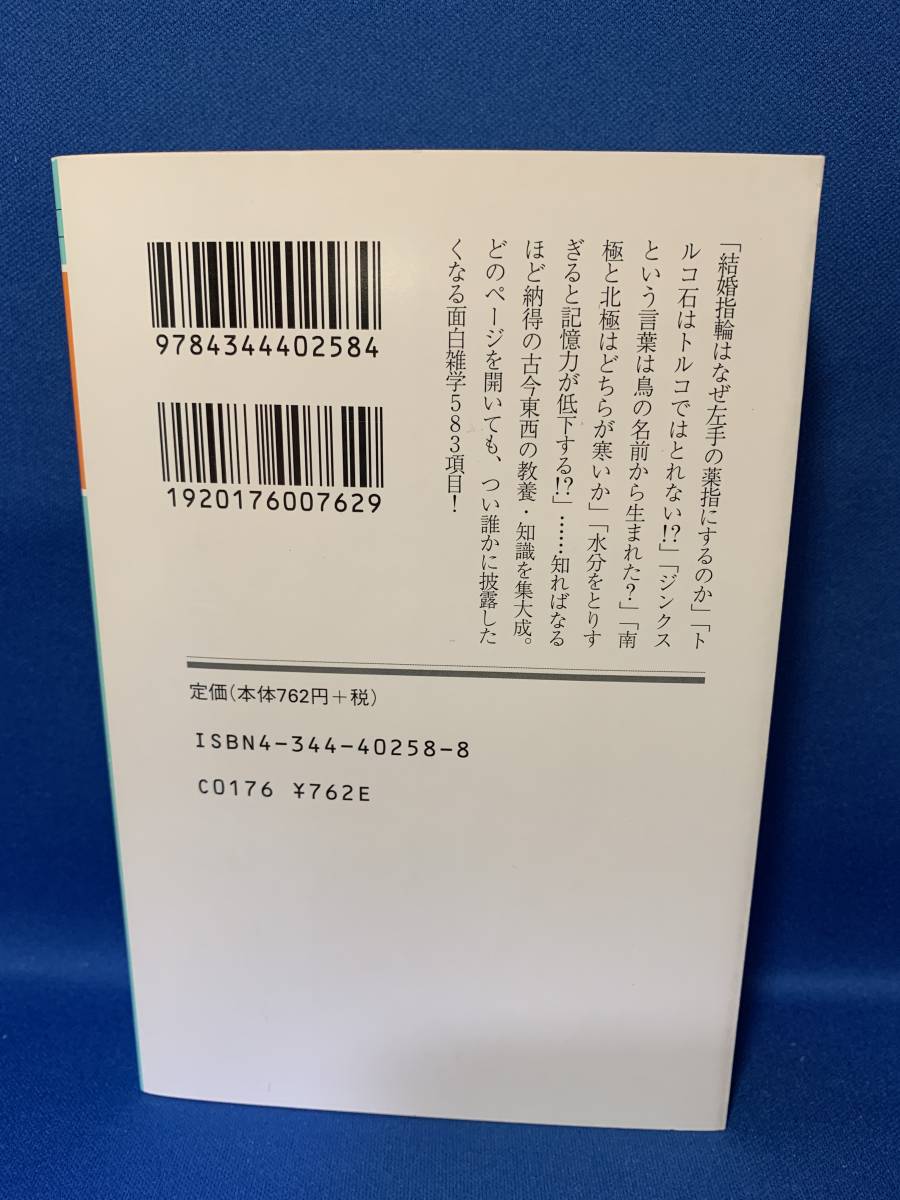 「結婚指輪はなぜ左手の薬指にするのか」「ト
ルコ石はトルコではとれない!?」「ジンクス
という言葉は鳥の名前から生まれた？」「南
極と北極はどちらが寒いか」「水分をとりす
ぎると記憶力が低下する!?」……知ればなる
ほど納得の古今東西の教養・知識を集大成。
どのページを開いても、つい誰かに披露した
くなる面白雑学583項目！
9784344402584
1920176007629
定価(本体762円＋税)
ISBN4-344-40258-8
C0176 ¥762E